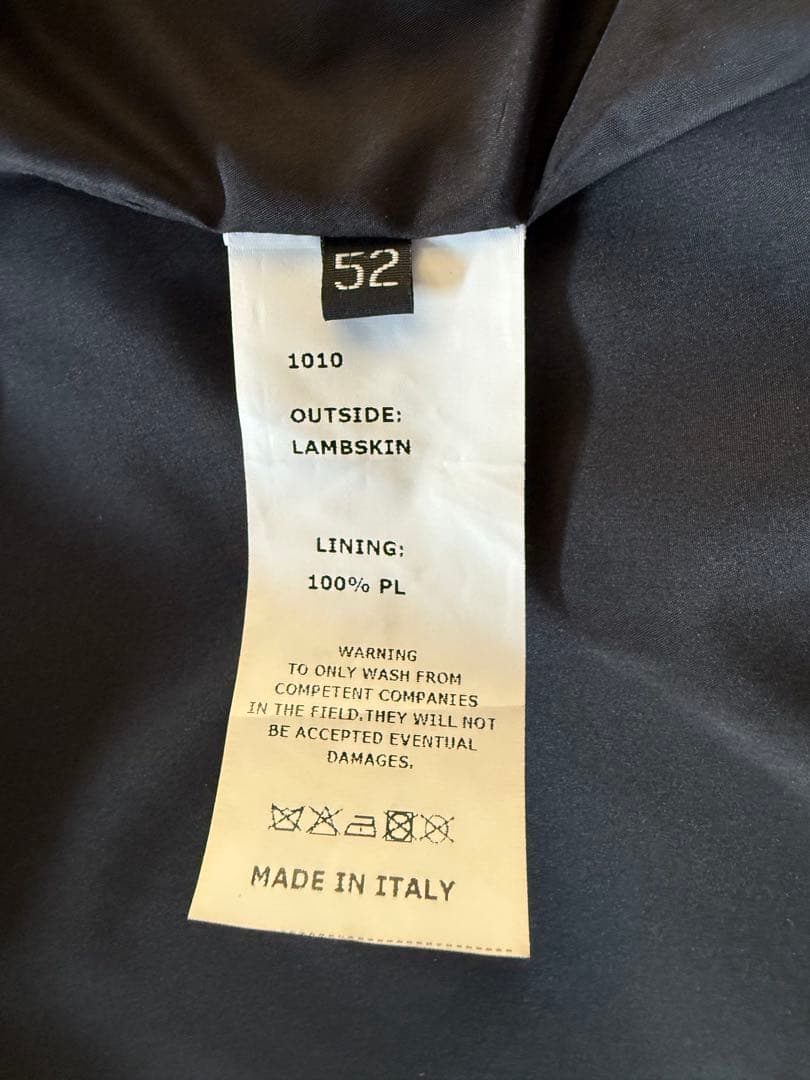 52
1010
OUTSIDE:
LAMBSKIN
LINING:
100% PL
WARNING
TO ONLY WASH FROM
COMPETENT COMPANIES
IN THE FIELD.THEY WILL NOT
BE ACCEPTED EVENTUAL
DAMAGES.
MADE IN ITALY